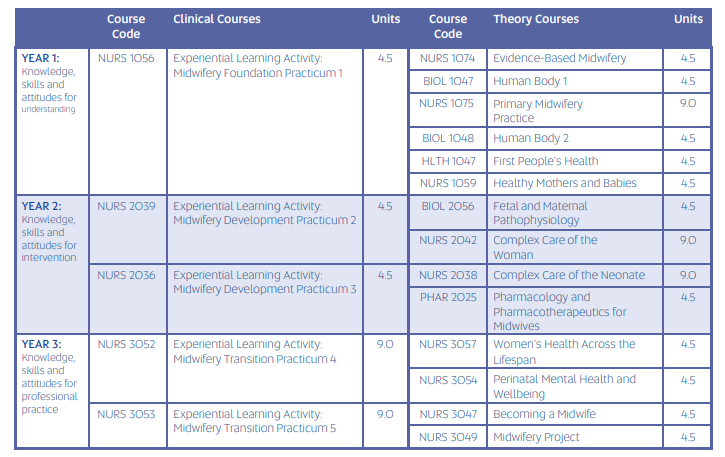 Course Code Clinical Courses Units Course Code Theory Courses Units
YEAR 1:
Knowledge,
skills and
attitudes for
understanding
NURS 1056
Experiential Learning Activity:
Midwifery Foundation Practicum 1
4.5
NURS 1074 Evidence-Based Midwifery 4.5
BIOL 1047 Human Body 1 4.5
NURS 1075 Primary Midwifery
Practice
9.0
BIOL 1048 Human Body 2 4.5
HLTH 1047 First People's Health 4.5
NURS 1059 Healthy Mothers and Babies 4.5
YEAR 2:
Knowledge,
skills and
attitudes for
intervention
NURS 2039
Experiential Learning Activity:
Midwifery Development Practicum 2
4.5
BIOL 2056 Fetal and Maternal
Pathophysiology
4.5
NURS 2042 Complex Care of the
Woman
9.0
NURS 2036
Experiential Learning Activity:
Midwifery Development Practicum 3
4.5
NURS 2038 Complex Care of the Neonate 9.0
PHAR 2025 Pharmacology and
Pharmacotherapeutics for
Midwives
4.5
YEAR 3:
Knowledge,
skills and
attitudes for
professional
practice
NURS 3052
Experiential Learning Activity:
Midwifery Transition Practicum 4
9.0
NURS 3057 Women's Health Across the
Lifespan
4.5
NURS 3054 Perinatal Mental Health and
Wellbeing
4.5
NURS 3053
Experiential Learning Activity:
Midwifery Transition Practicum 5
9.0
NURS 3047 Becoming a Midwife 4.5
NURS 3049 Midwifery Project 4.5